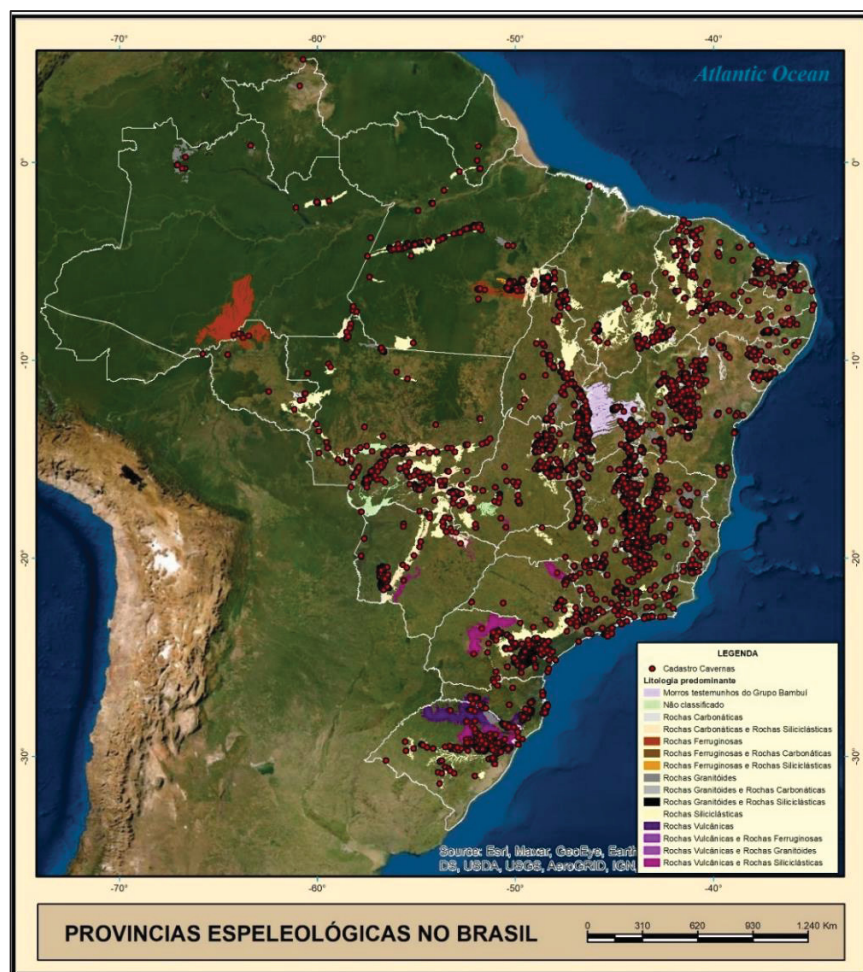 -70° -60° -50° -40°
Atlantic Ocean
0° 0°
-10° -10°
-20° -20°
-30° -30°
LEGENDA
Cadastro Cavernas
Litologia predominante
Morros testemunhos do Grupo Bambuí
Não classificado
Rochas Carbonáticas
Rochas Carbonáticas e Rochas Siliciclásticas
Rochas Ferruginosas
Rochas Ferruginosas e Rochas Carbonáticas
Rochas Ferruginosas e Rochas Siliciclásticas
Rochas Granitóides
Rochas Granitóides e Rochas Carbonáticas
Rochas Granitóides e Rochas Siliciclásticas
Rochas Siliciclásticas
Rochas Vulcânicas
Rochas Vulcânicas e Rochas Ferruginosas
Rochas Vulcânicas e Rochas Granitóides
Rochas Vulcânicas e Rochas Siliciclásticas
Source: Esri, Maxar, GeoEye, Earth
DS, USDA, USGS, AeroGRID, IGN,
-70° -60° -50° -40°
PROVINCIAS ESPELEOLÓGICAS NO BRASIL
0 310 620 930 1.240 Km